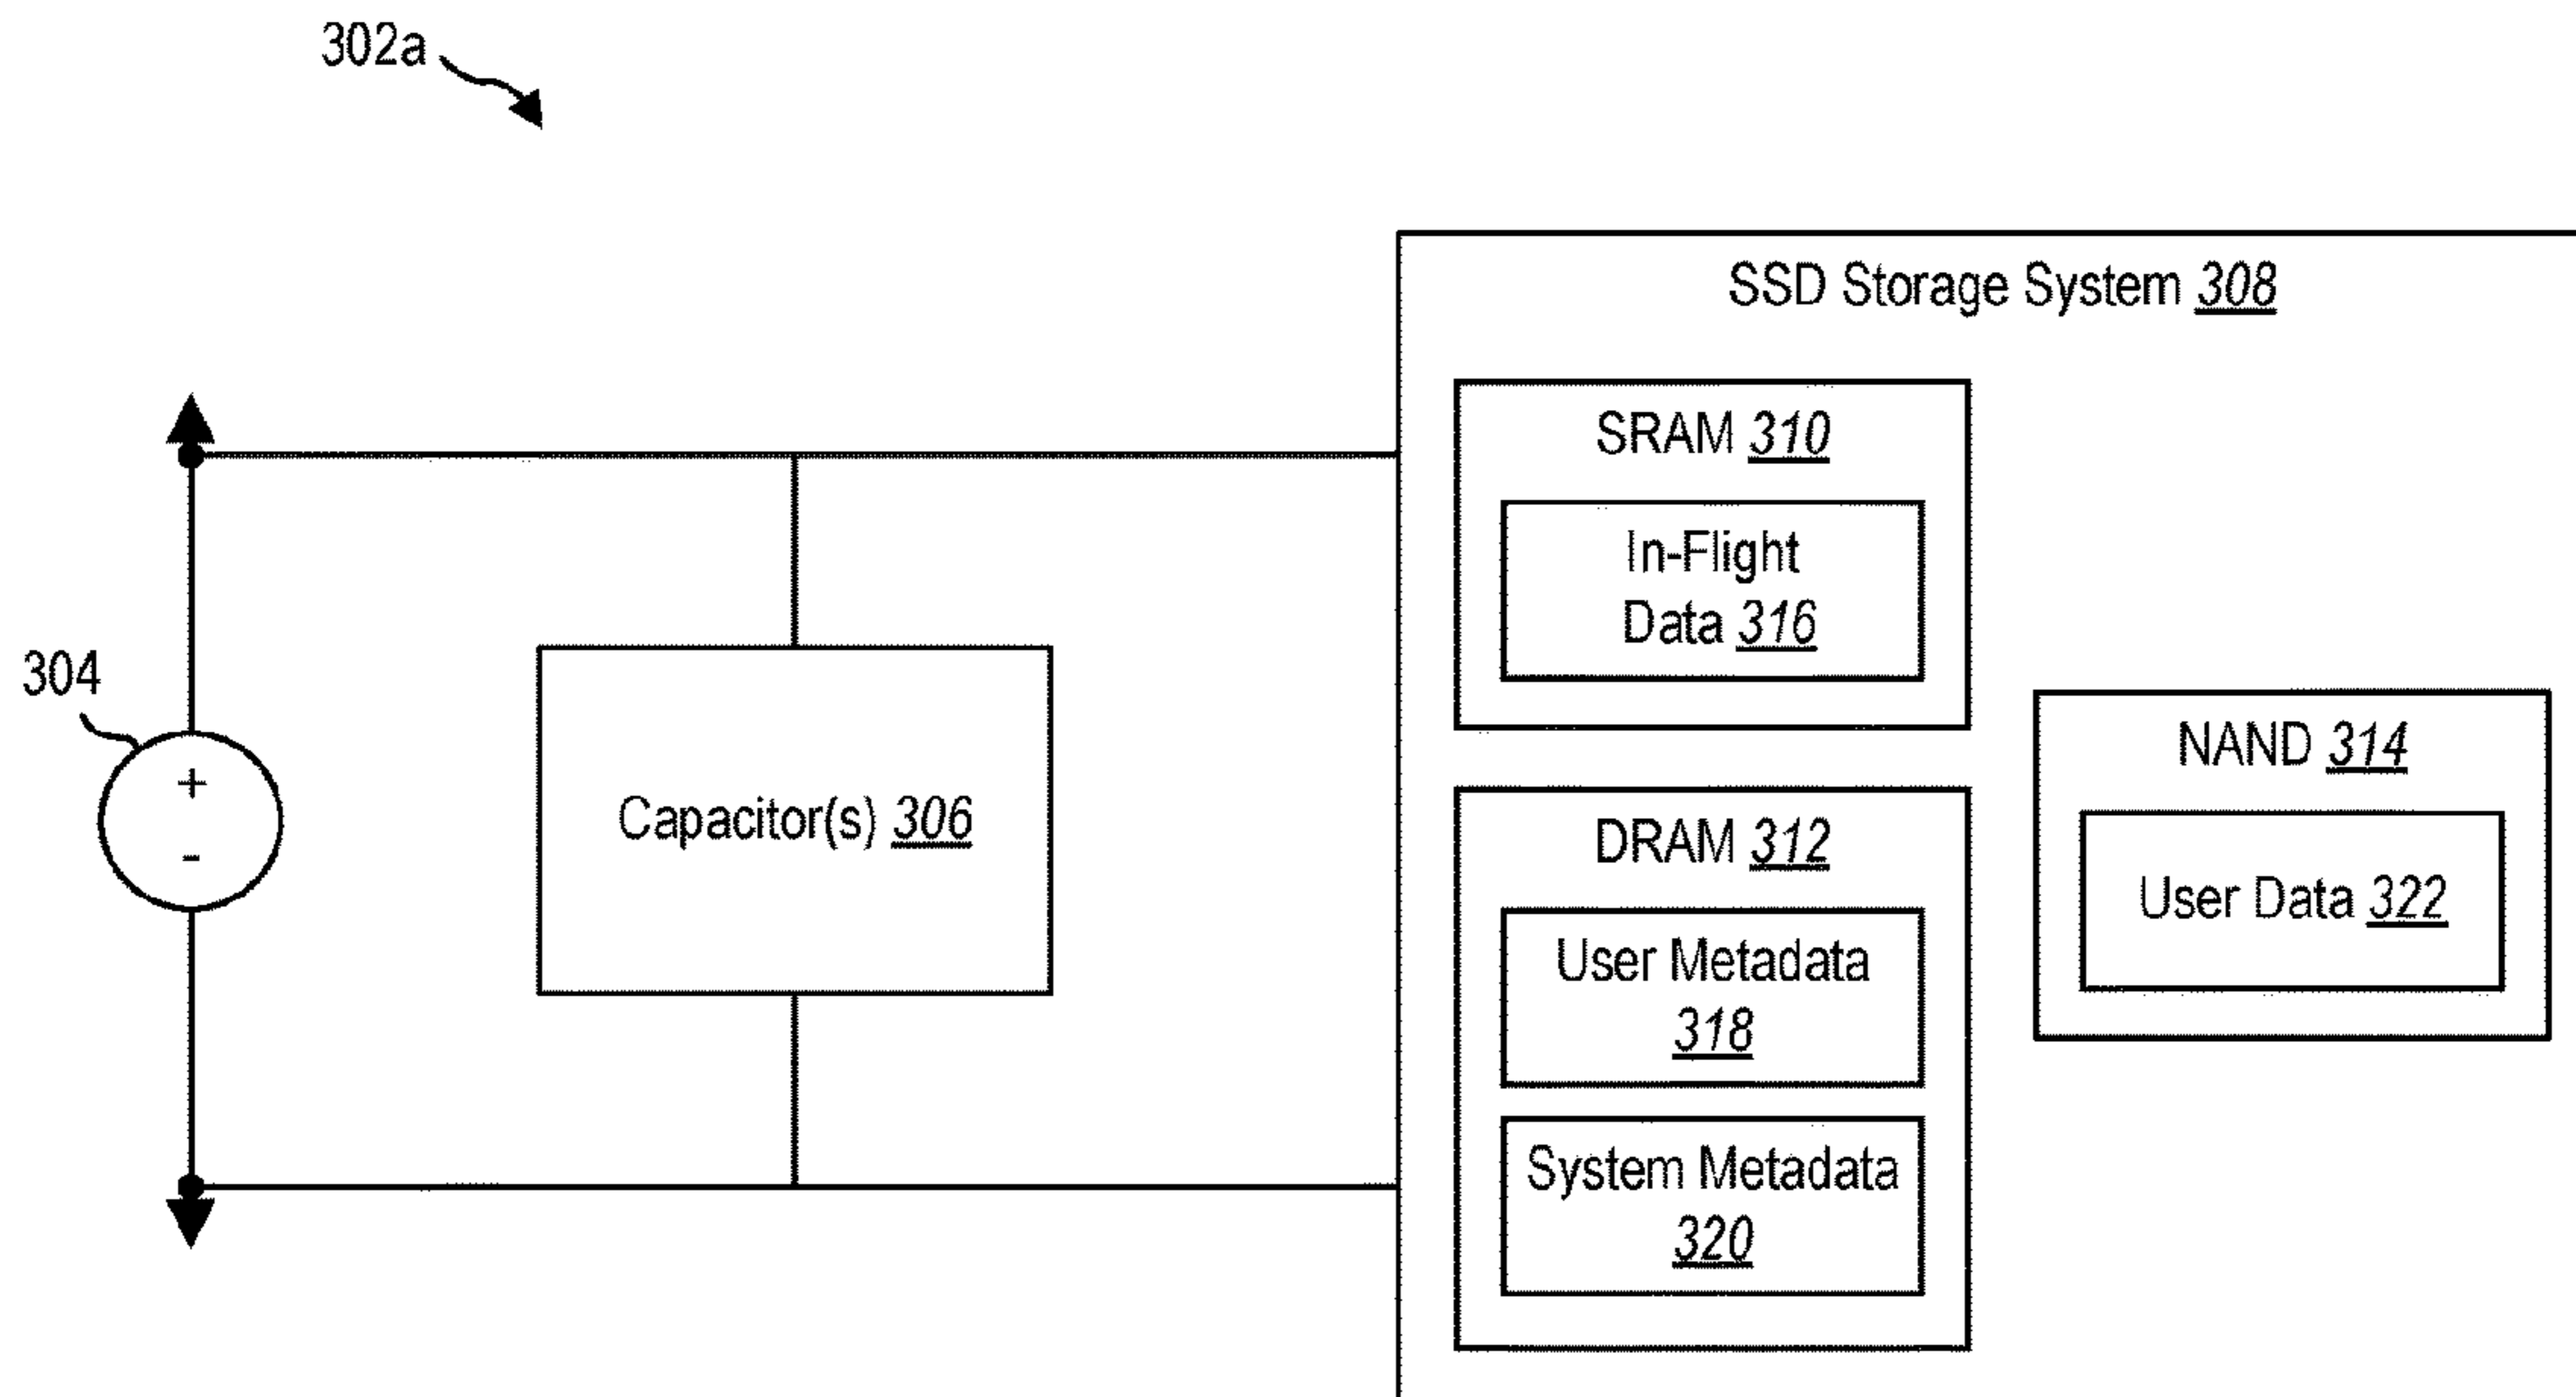 302a
SSD Storage System 308
SRAM 310
In-Flight
Data 316
304
+
-
Capacitor(s) 306
NAND 314
User Data 322
DRAM 312
User Metadata
318
System Metadata
320